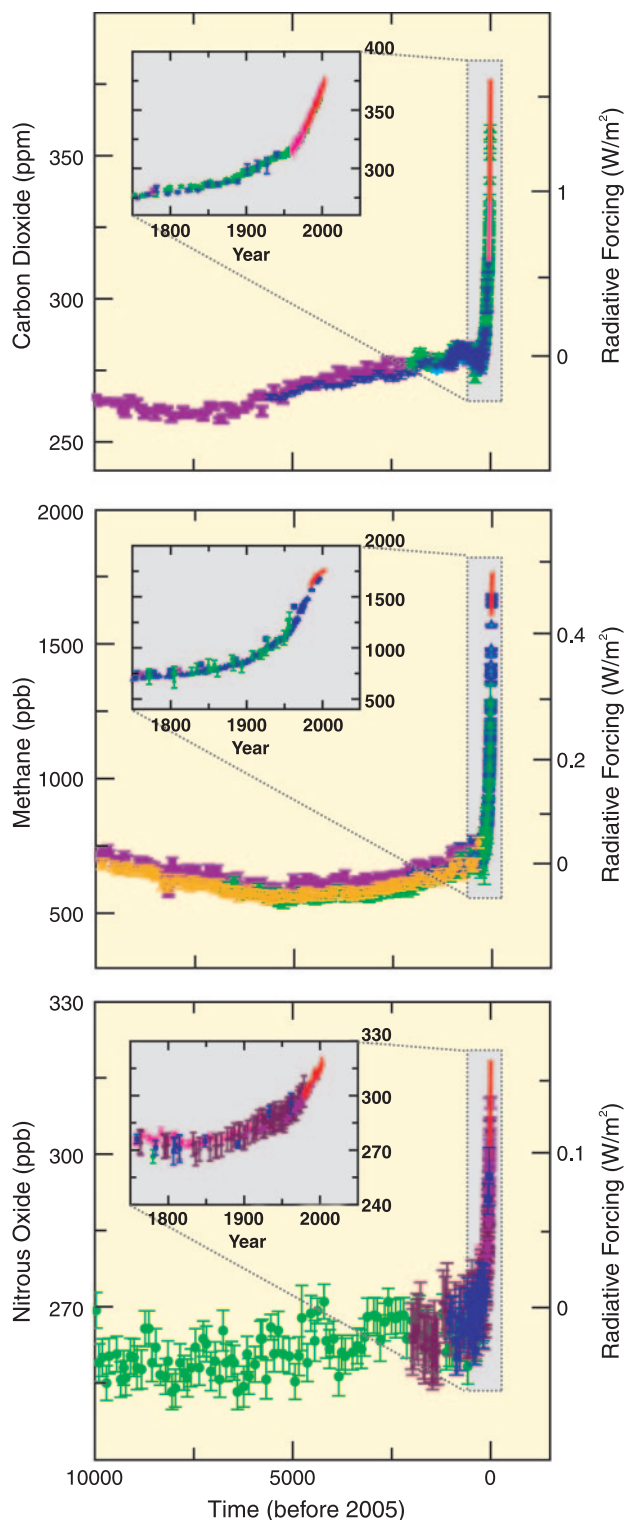 Carbon Dioxide (ppm)
350
300
250
400
350
300
1800 1900 2000
Year
1
0
Radiative Forcing (W/m²)
Methane (ppb)
2000
1500
1000
500
2000
1500
1000
500
1800 1900 2000
Year
0.4
0.2
0
Radiative Forcing (W/m²)
Nitrous Oxide (ppb)
330
300
270
330
300
270
240
1800 1900 2000
Year
0.1
0
Radiative Forcing (W/m²)
10000 5000 0
Time (before 2005)